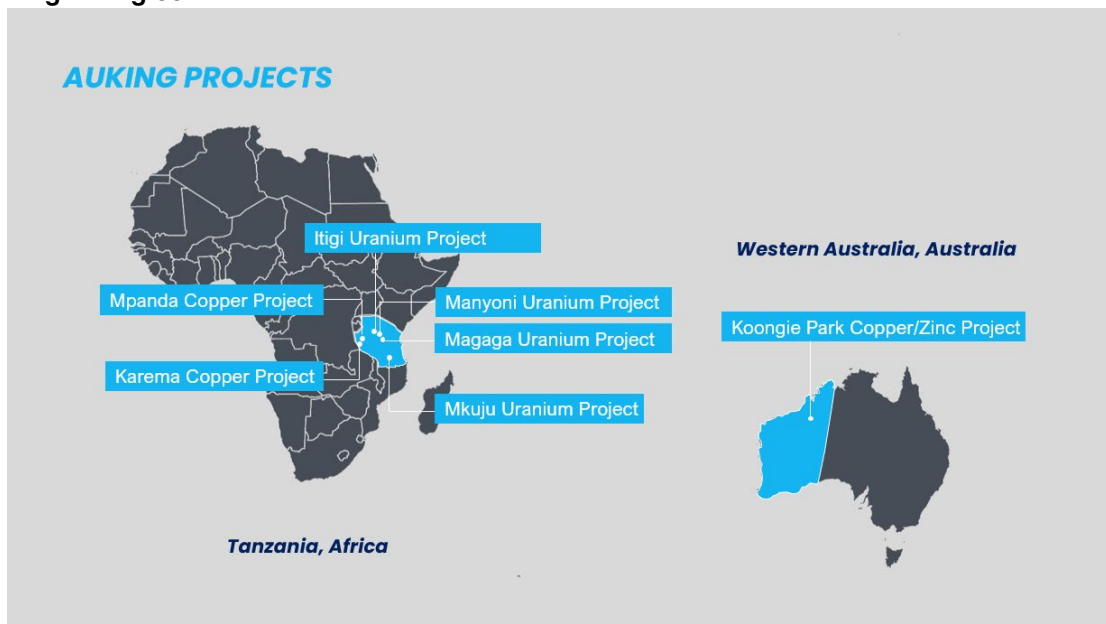 AUKING PROJECTS
Itigi Uranium Project
Mpanda Copper Project
Manyoni Uranium Project
Magaga Uranium Project
Karema Copper Project
Mkuju Uranium Project
Tanzania, Africa
Western Australia, Australia
Koongie Park Copper/Zinc Project